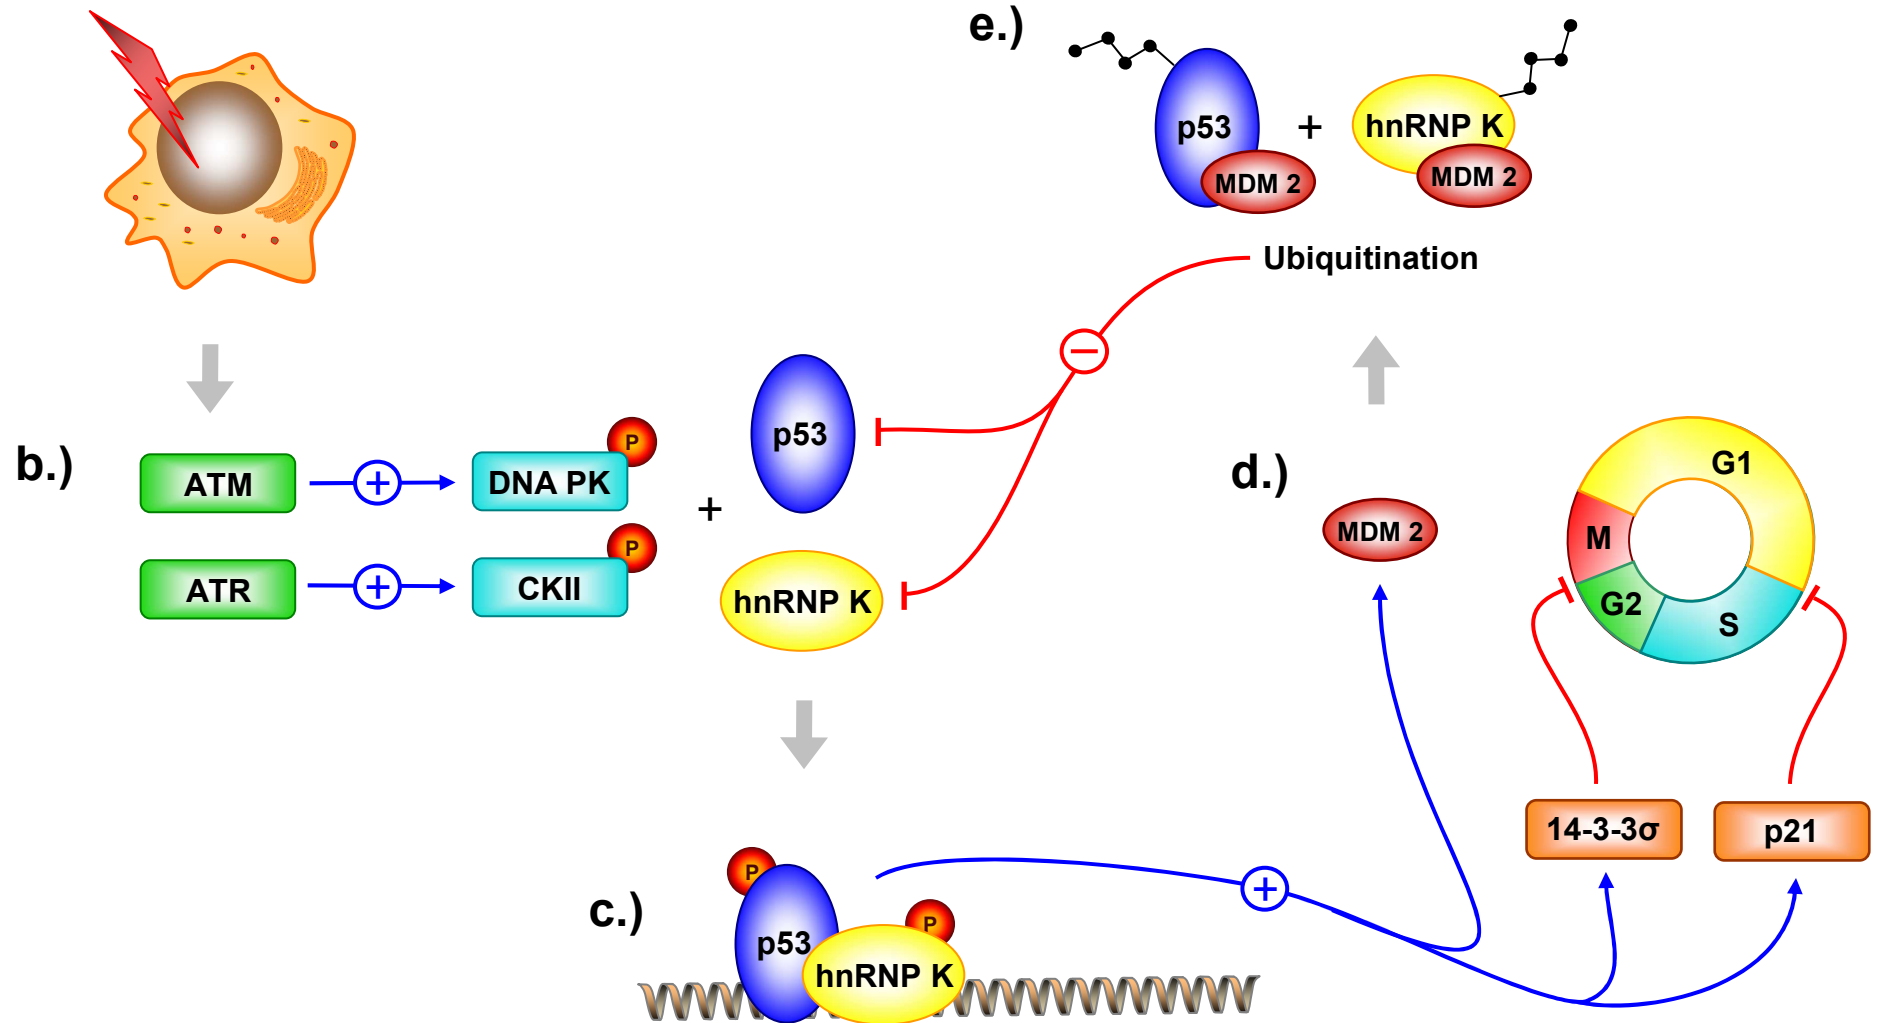 e.)
p53
+
hnRNP K
MDM 2
MDM 2
Ubiquitination
−
b.)
ATM
+
DNA PK
P
ATR
+
CKII
P
+
p53
hnRNP K
d.)
MDM 2
G1
M
G2
S
14-3-3σ
p21
c.)
P
p53
P
hnRNP K
+